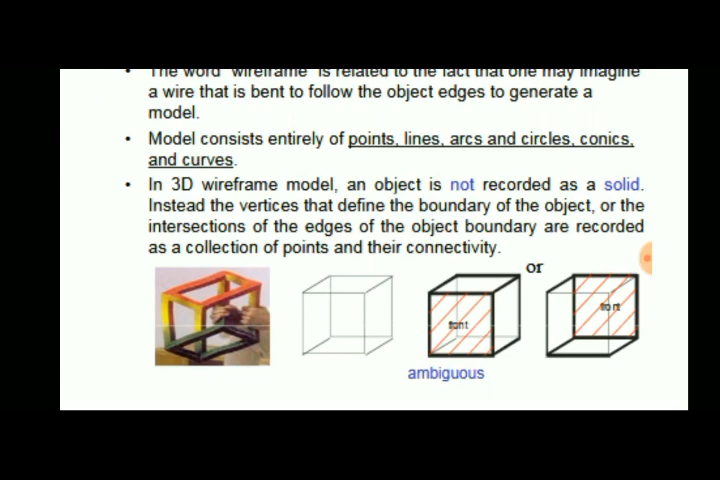 • The word "wireframe" is related to the fact that one may imagine
a wire that is bent to follow the object edges to generate a
model.
• Model consists entirely of points, lines, arcs and circles, conics,
and curves.
• In 3D wireframe model, an object is not recorded as a solid.
Instead the vertices that define the boundary of the object, or the
intersections of the edges of the object boundary are recorded
as a collection of points and their connectivity.
or
front
front
ambiguous